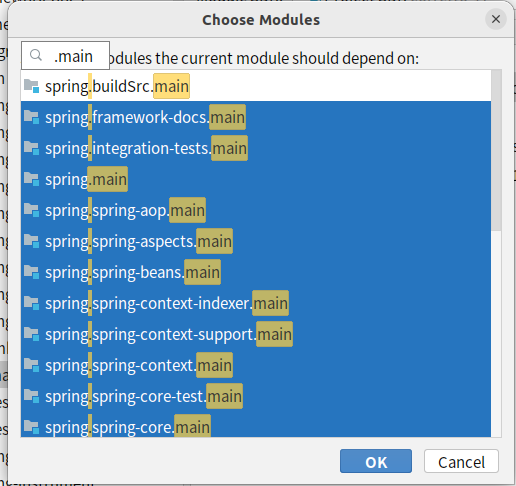 Choose Modules
.main
odules the current module should depend on:
spring.buildSrc.main
spring.framework-docs.main
spring.integration-tests.main
spring.main
spring.spring-aop.main
spring.spring-aspects.main
spring.spring-beans.main
spring.spring-context-indexer.main
spring.spring-context-support.main
spring.spring-context.main
spring.spring-core-test.main
spring.spring-core.main
OK
Cancel